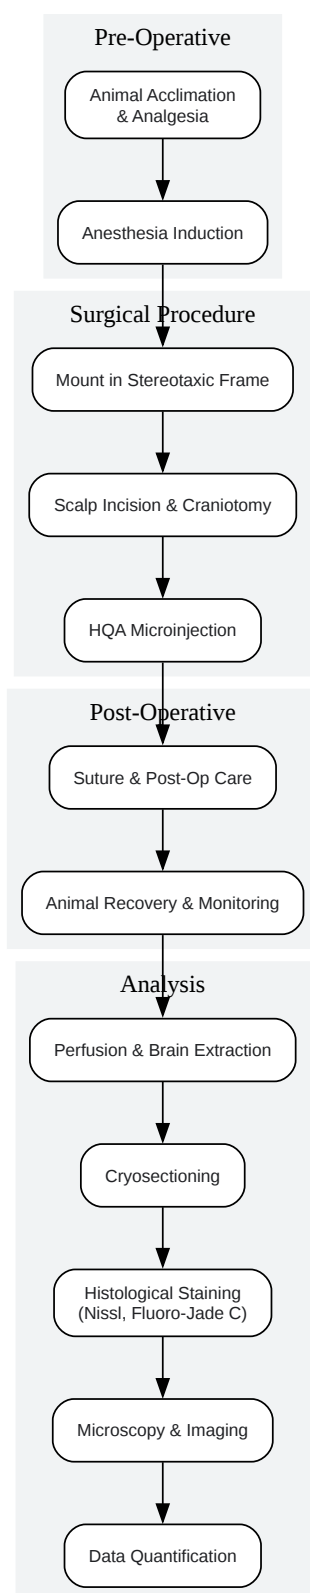 Pre-Operative
Animal Acclimation
& Analgesia
Anesthesia Induction
Surgical Procedure
Mount in Stereotaxic Frame
Scalp Incision & Craniotomy
HQA Microinjection
Post-Operative
Suture & Post-Op Care
Animal Recovery & Monitoring
Analysis
Perfusion & Brain Extraction
Cryosectioning
Histological Staining
(Nissl, Fluoro-Jade C)
Microscopy & Imaging
Data Quantification